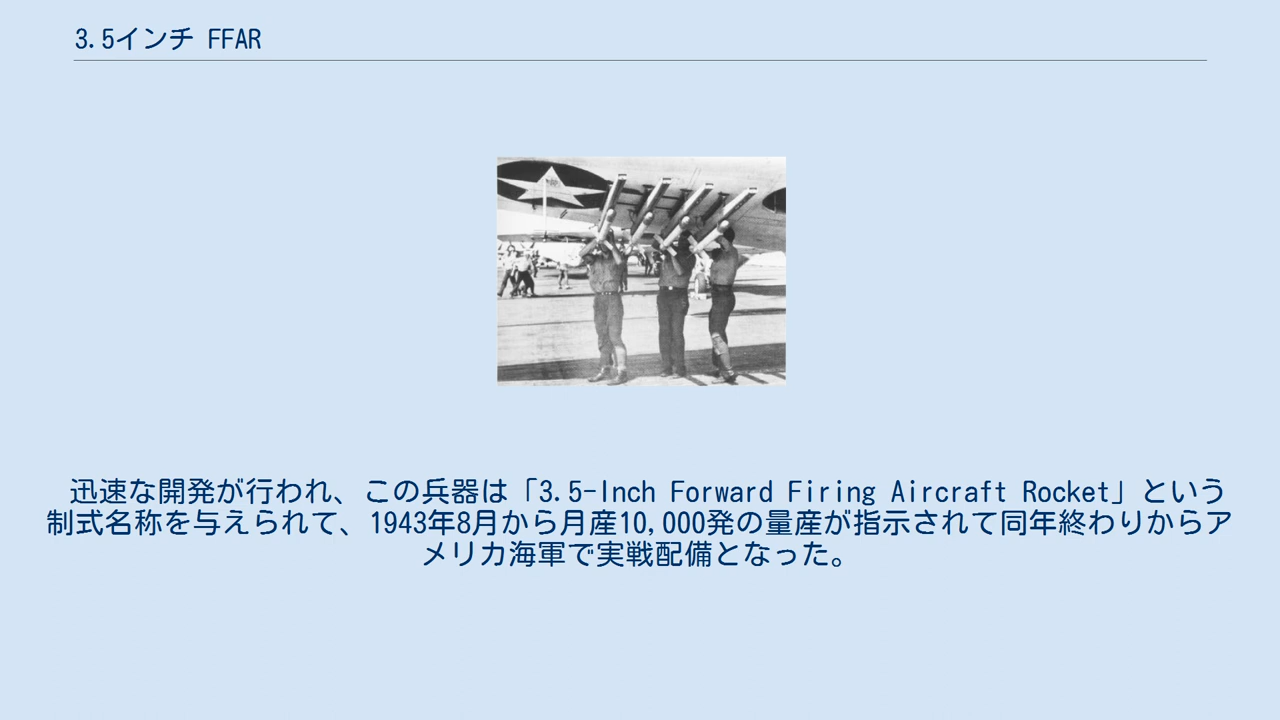 3.5インチ FFAR
迅速な開発が行われ、この兵器は「3.5-Inch Forward Firing Aircraft Rocket」という
制式名称を与えられて、1943年8月から月産10,000発の量産が指示されて同年終わりからア
メリカ海軍で実戦配備となった。